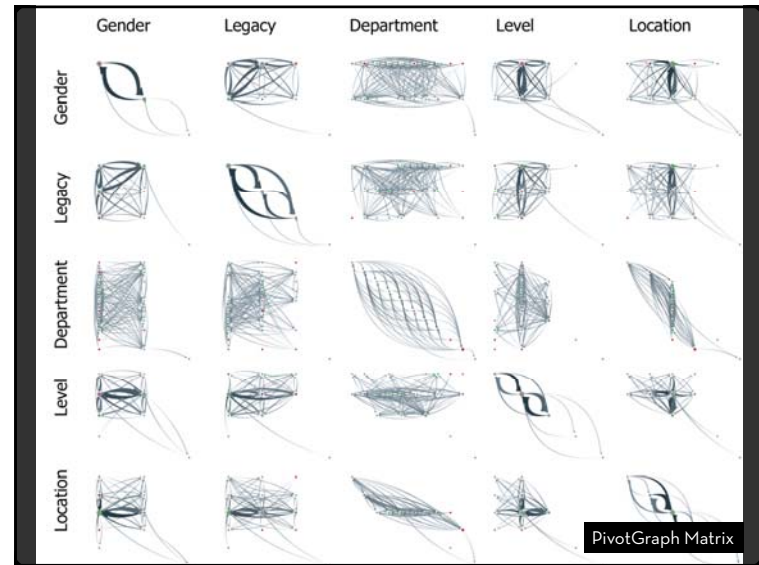 Gender Legacy Department Level Location
Gender
Legacy
Department
Level
Location
PivotGraph Matrix